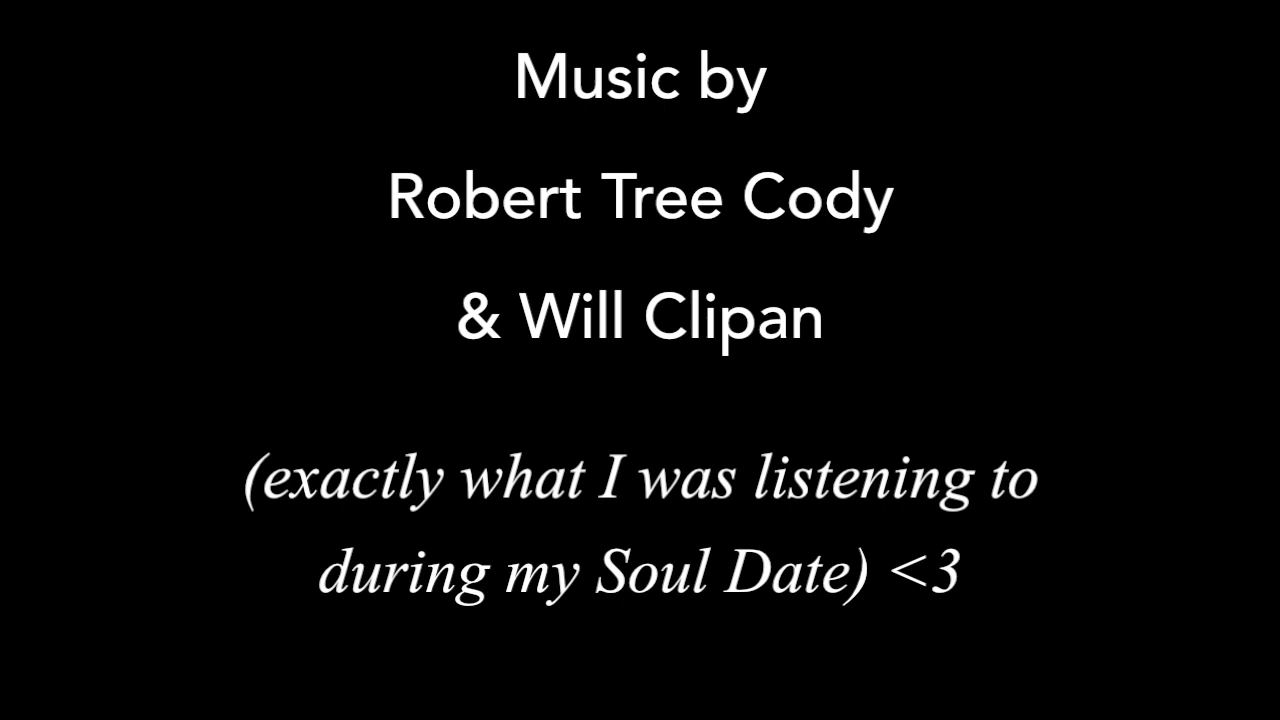 Music by
Robert Tree Cody
& Will Clipan
(exactly what I was listening to
during my Soul Date) <3